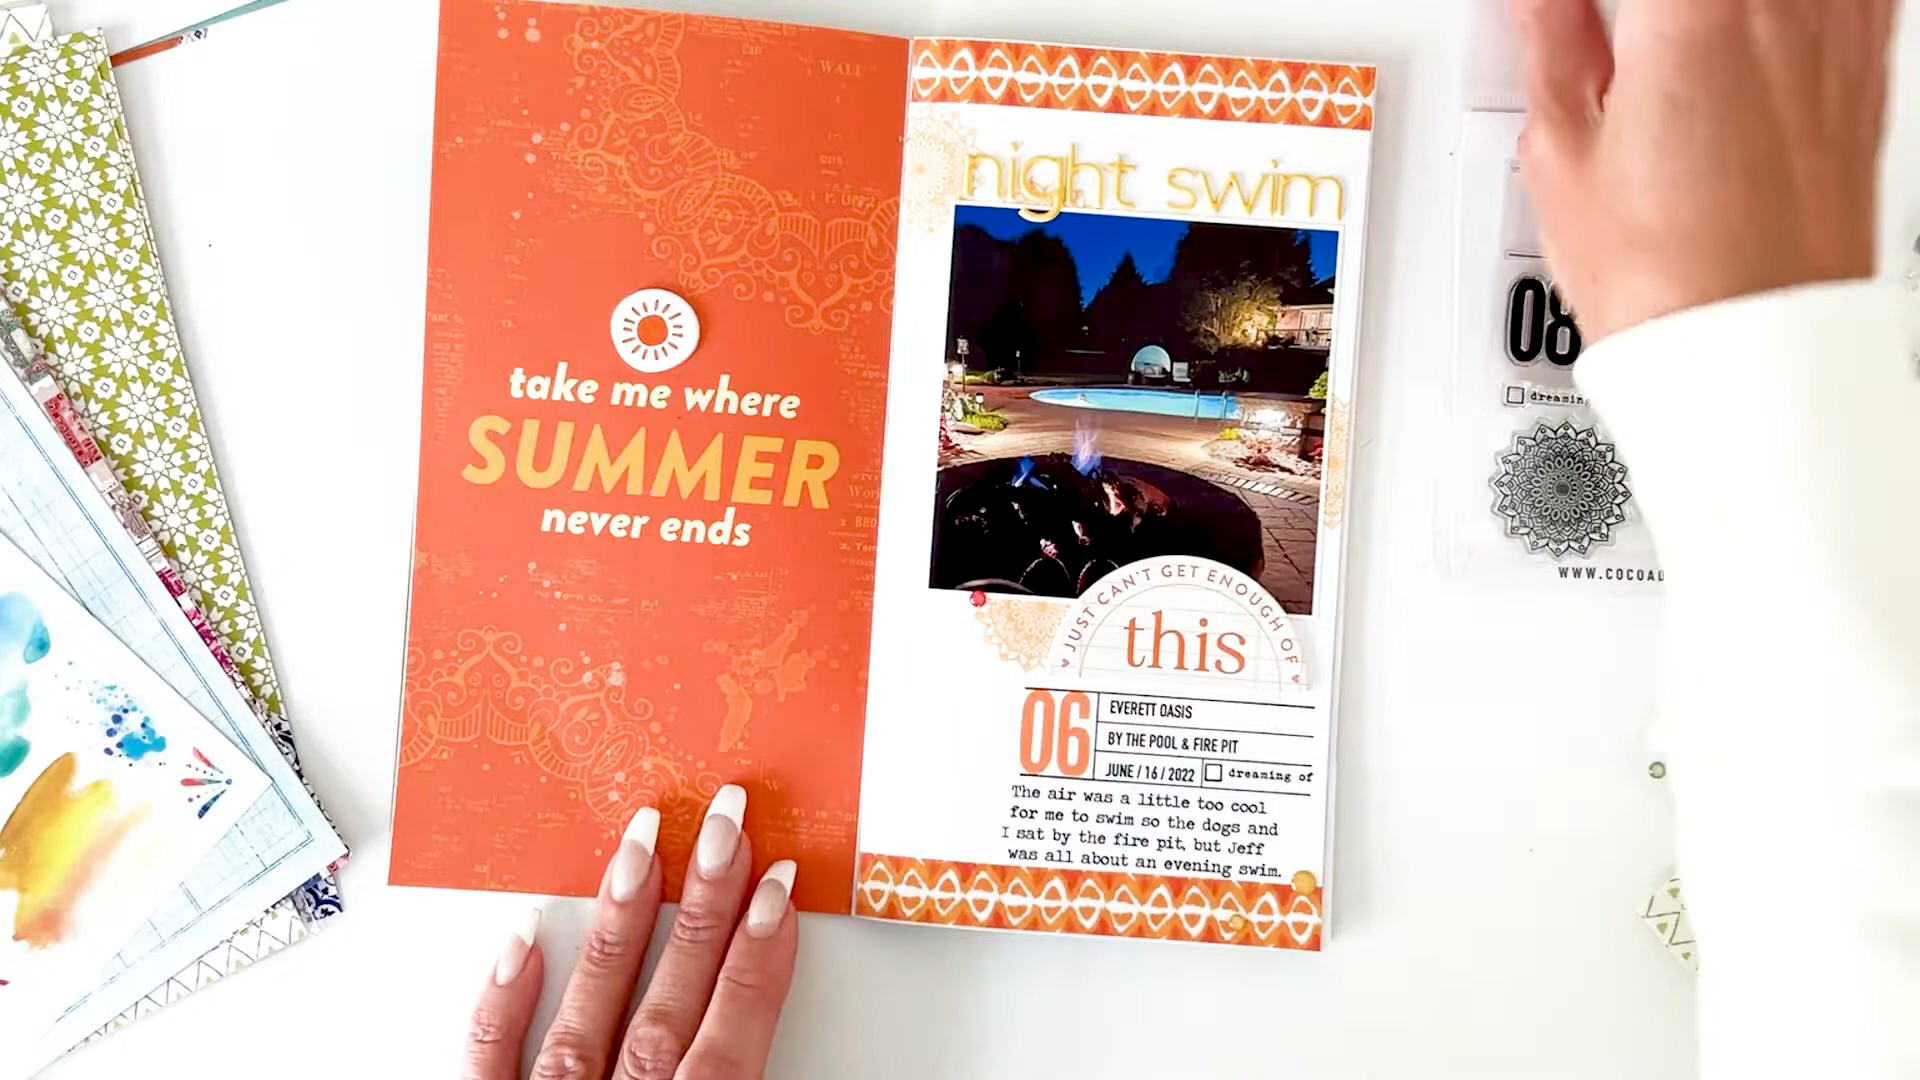 take me where
SUMMER
never ends
WALL
night swim
JUST CAN'T GET ENOUGH OF
this
06
EVERETT OASIS
BY THE POOL & FIRE PIT
JUNE / 16 / 2022
dreaming of
The air was a little too cool
for me to swim so the dogs and
I sat by the fire pit, but Jeff
was all about an evening swim.
08
dreaming
WWW.COCOAD